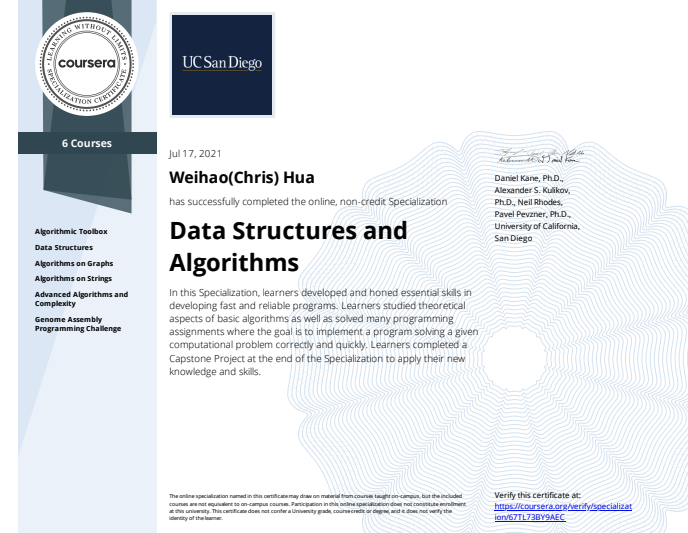 LEARNING WITHOUT LIMITS
coursera
SPECIALIZATION CERTIFICATE
6 Courses
Algorithmic Toolbox
Data Structures
Algorithms on Graphs
Algorithms on Strings
Advanced Algorithms and
Complexity
Genome Assembly
Programming Challenge
UC San Diego
Jul 17, 2021
Weihao(Chris) Hua
has successfully completed the online, non-credit Specialization
Data Structures and
Algorithms
In this Specialization, learners developed and honed essential skills in
developing fast and reliable programs. Learners studied theoretical
aspects of basic algorithms as well as solved many programming
assignments where the goal is to implement a program solving a given
computational problem correctly and quickly. Learners completed a
Capstone Project at the end of the Specialization to apply their new
knowledge and skills.
Daniel Kane, Ph.D.,
Alexander S. Kulikov,
Ph.D., Neil Rhodes,
Pavel Pevzner, Ph.D.,
University of California,
San Diego
The online specialization named in this certificate may draw on material from courses taught on-campus, but the included
courses are not equivalent to on-campus courses. Participation in this online specialization does not constitute enrollment
at this university. This certificate does not confer a University grade, course credit or degree, and it does not verify the
identity of the learner.
Verify this certificate at:
https://coursera.org/verify/specializat
ion/67TL73BY9AEC